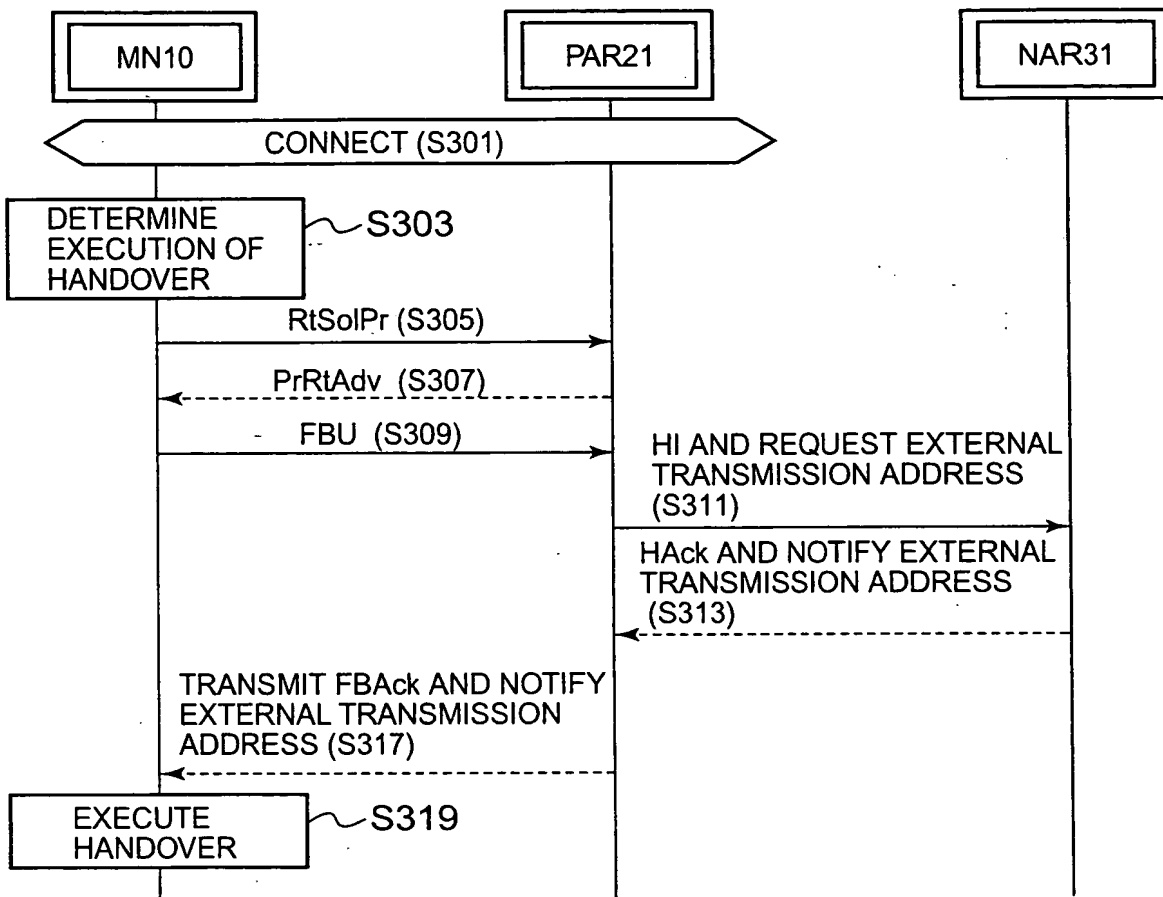 MN10
PAR21
NAR31
CONNECT (S301)
DETERMINE
EXECUTION OF
HANDOVER
S303
RtSolPr (S305)
PrRtAdv (S307)
FBU (S309)
HI AND REQUEST EXTERNAL
TRANSMISSION ADDRESS
(S311)
HAck AND NOTIFY EXTERNAL
TRANSMISSION ADDRESS
(S313)
TRANSMIT FBAck AND NOTIFY
EXTERNAL TRANSMISSION
ADDRESS (S317)
EXECUTE
HANDOVER
S319